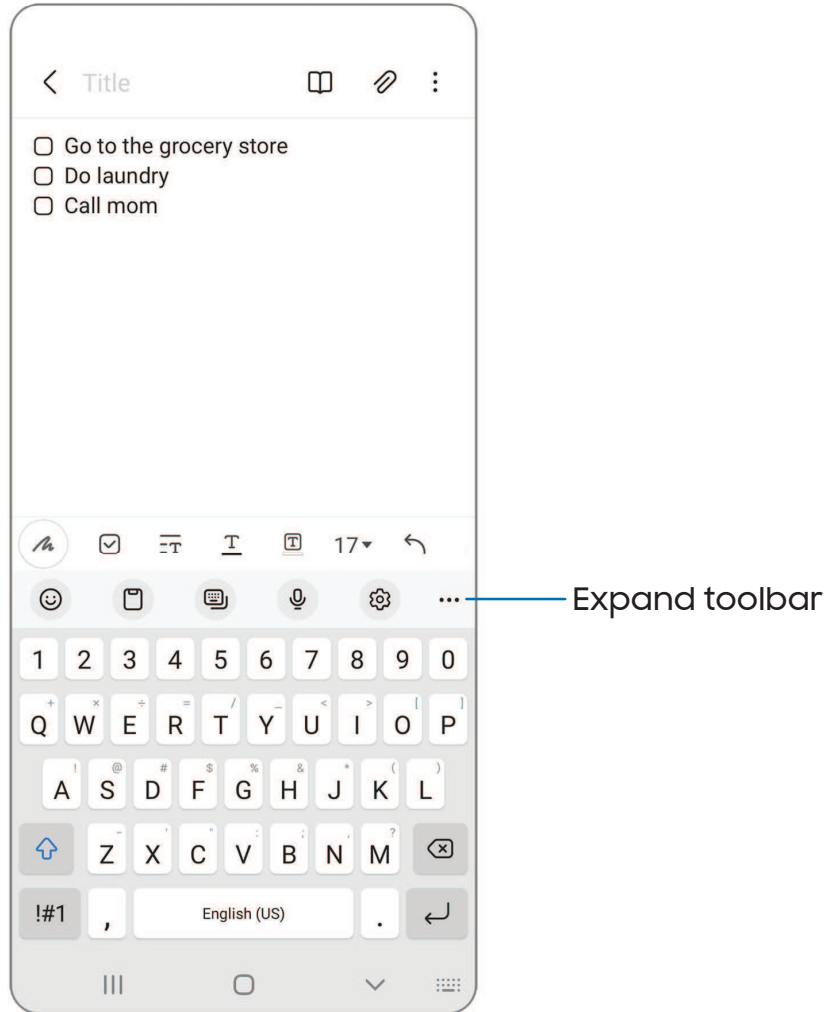 Title
Go to the grocery store
Do laundry
Call mom
T T T 17
Expand toolbar
1 2 3 4 5 6 7 8 9 0
+ × ÷ = / _ < > [ ]
Q W E R T Y U I O P
! @ # $ % & * ( )
A S D F G H J K L
- ' " : ; , ?
Z X C V B N M
!#1 , English (US) .